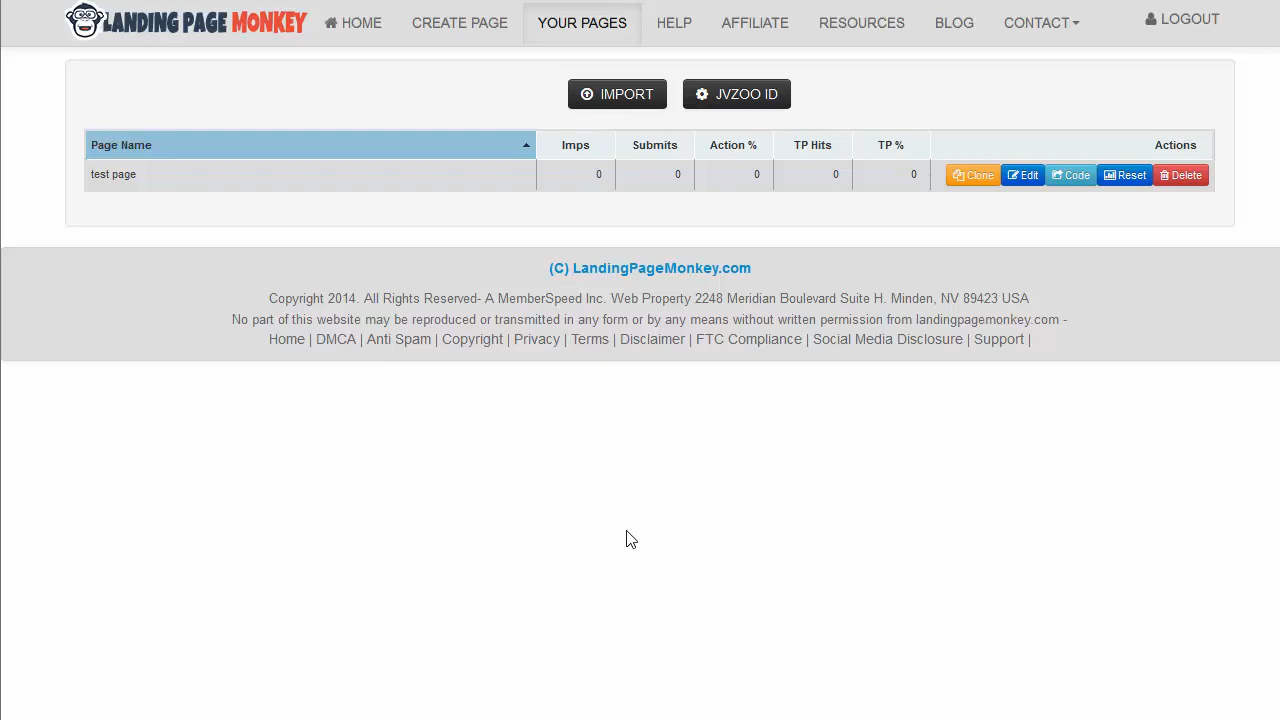 LANDING PAGE MONKEY HOME CREATE PAGE YOUR PAGES HELP AFFILIATE RESOURCES BLOG CONTACT LOGOUT
IMPORT JVZOO ID
Page Name Imps Submits Action % TP Hits TP % Actions
test page 0 0 0 0 0 Clone Edit Code Reset Delete
(C) LandingPageMonkey.com
Copyright 2014. All Rights Reserved- A MemberSpeed Inc. Web Property 2248 Meridian Boulevard Suite H. Minden, NV 89423 USA
No part of this website may be reproduced or transmitted in any form or by any means without written permission from landingpagemonkey.com -
Home | DMCA | Anti Spam | Copyright | Privacy | Terms | Disclaimer | FTC Compliance | Social Media Disclosure | Support |